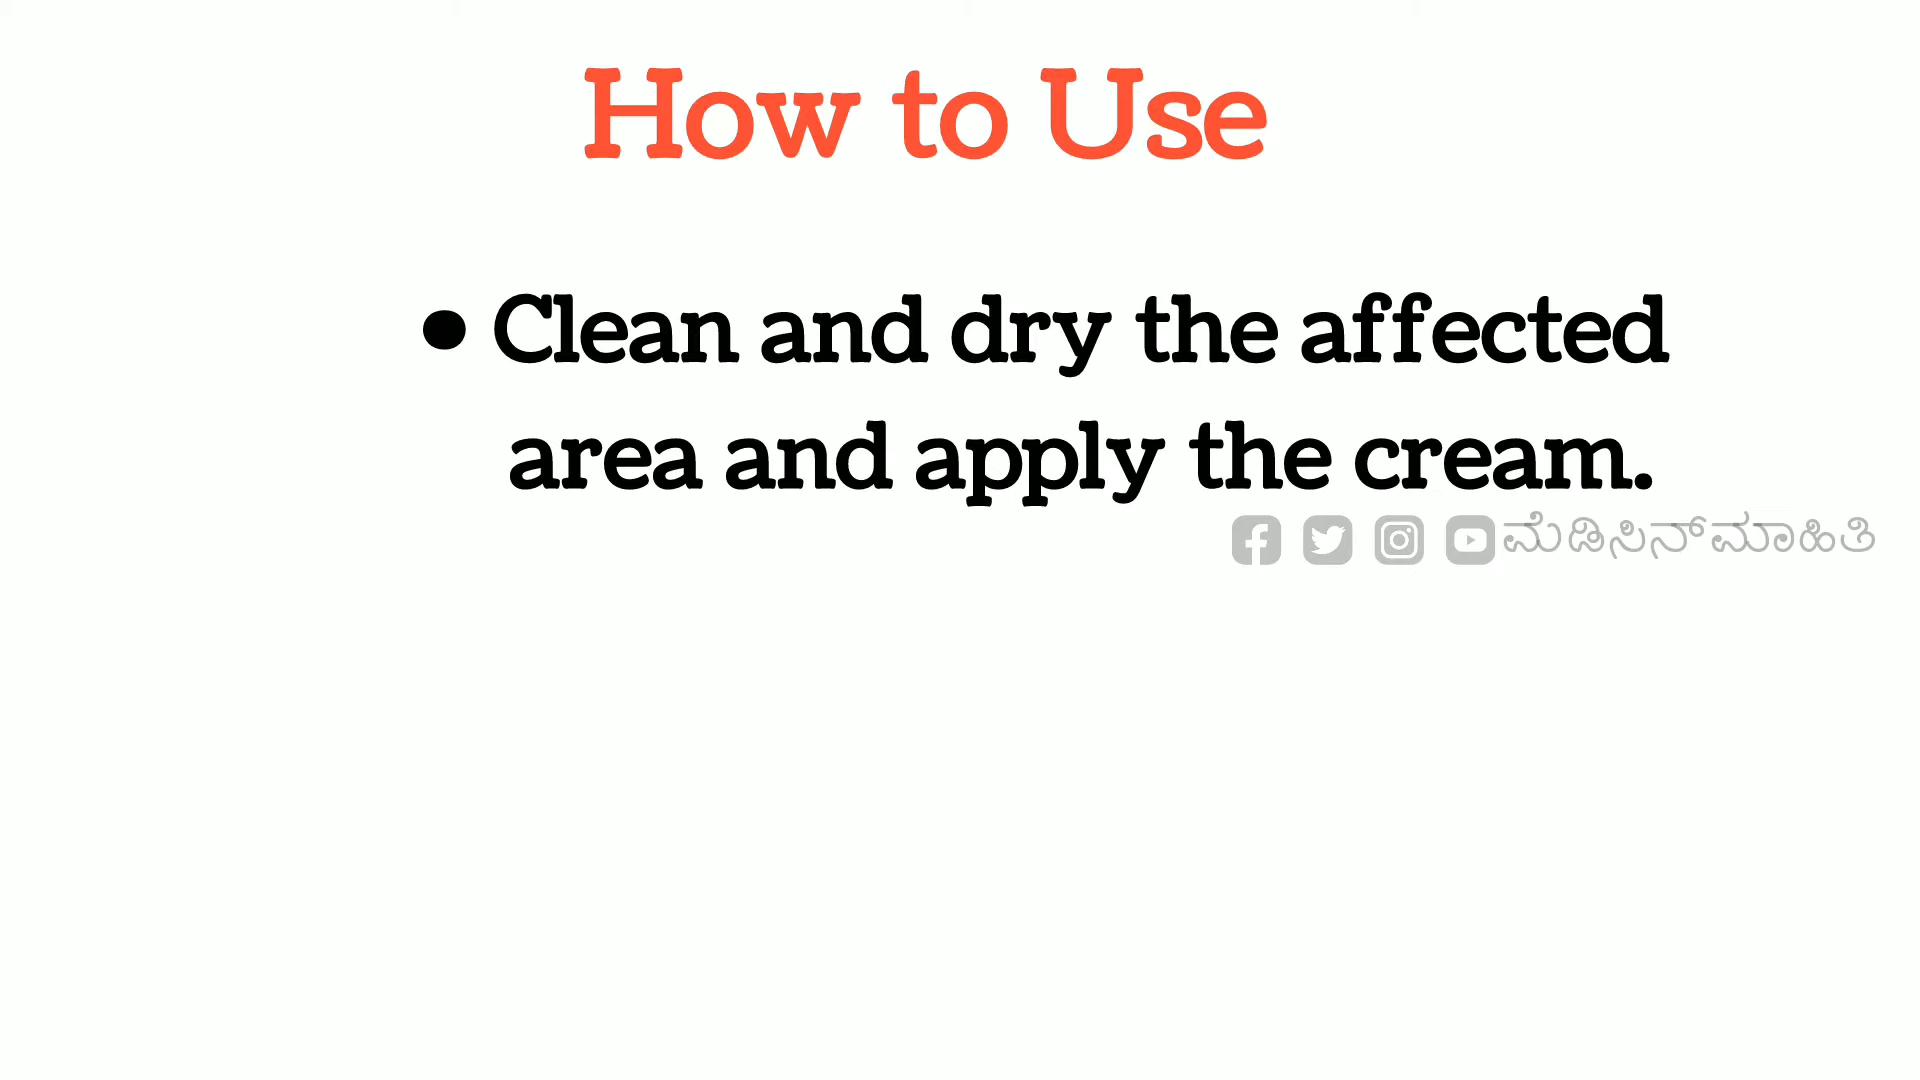 How to Use
• Clean and dry the affected
area and apply the cream.
ಮೆಡಿಸಿನ್ ಮಾಹಿತಿ